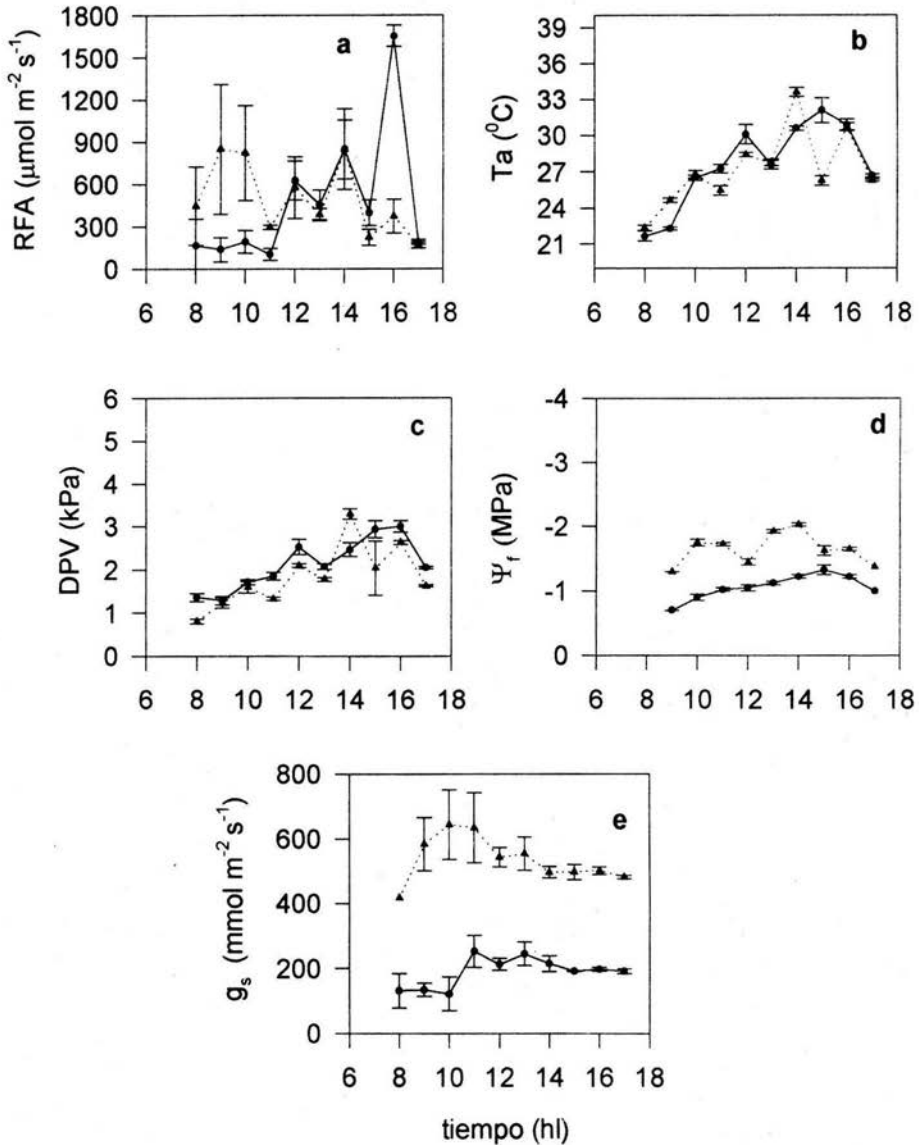 a
RFA (µmol m⁻² s⁻¹)
1800
1500
1200
900
600
300
0
6 8 10 12 14 16 18
b
Ta (⁰C)
39
36
33
30
27
24
21
6 8 10 12 14 16 18
c
DPV (kPa)
6
5
4
3
2
1
0
6 8 10 12 14 16 18
d
Ψf (MPa)
-4
-3
-2
-1
0
6 8 10 12 14 16 18
e
gs (mmol m⁻² s⁻¹)
800
600
400
200
0
6 8 10 12 14 16 18
tiempo (hl)